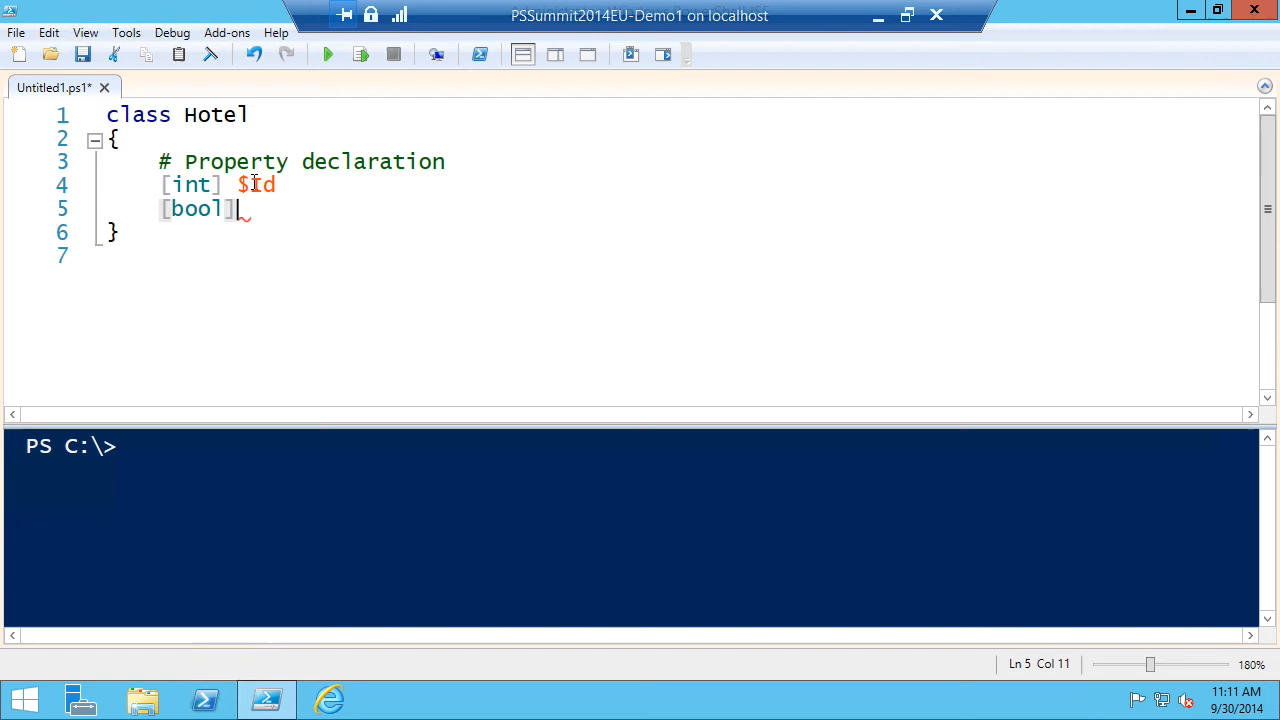 PSSummit2014EU-Demo1 on localhost
File Edit View Tools Debug Add-ons Help
Untitled1.ps1*
1 class Hotel
2 {
3 # Property declaration
4 [int] $Id
5 [bool]
6 }
7
PS C:\>
Ln 5 Col 11 180%
11:11 AM
9/30/2014